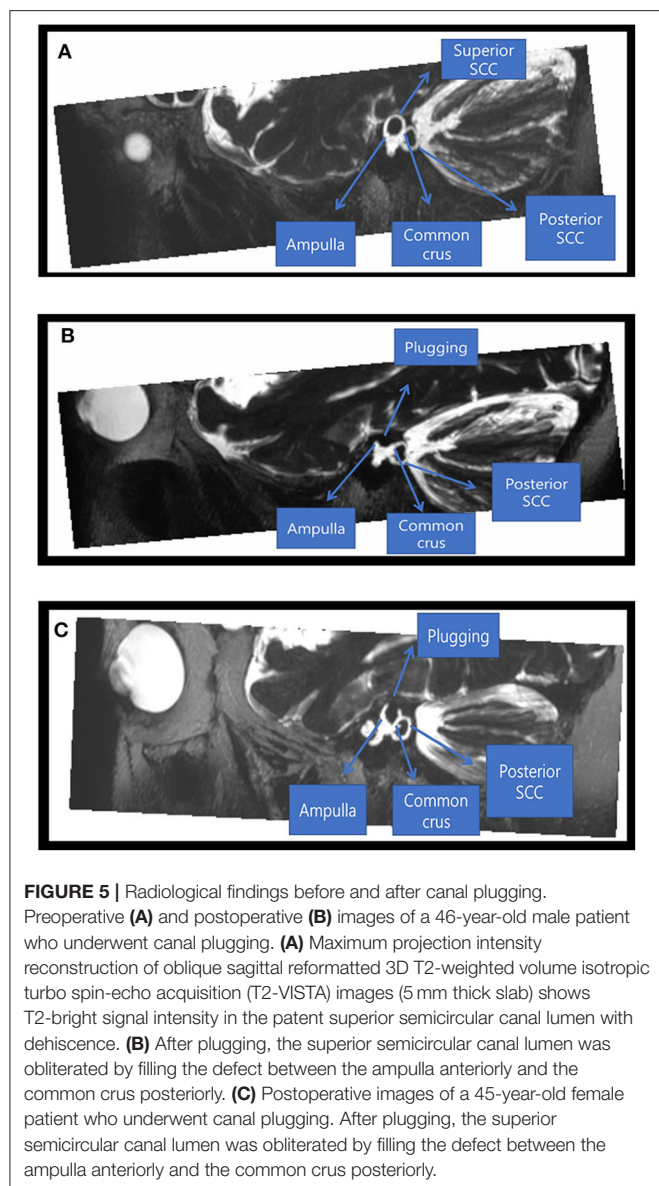 A
Superior
SCC
Ampulla
Common
crus
Posterior
SCC
B
Plugging
Ampulla
Common
crus
Posterior
SCC
C
Plugging
Ampulla
Common
crus
Posterior
SCC
FIGURE 5 | Radiological findings before and after canal plugging.
Preoperative (A) and postoperative (B) images of a 46-year-old male patient
who underwent canal plugging. (A) Maximum projection intensity
reconstruction of oblique sagittal reformatted 3D T2-weighted volume isotropic
turbo spin-echo acquisition (T2-VISTA) images (5 mm thick slab) shows
T2-bright signal intensity in the patent superior semicircular canal lumen with
dehiscence. (B) After plugging, the superior semicircular canal lumen was
obliterated by filling the defect between the ampulla anteriorly and the
common crus posteriorly. (C) Postoperative images of a 45-year-old female
patient who underwent canal plugging. After plugging, the superior
semicircular canal lumen was obliterated by filling the defect between the
ampulla anteriorly and the common crus posteriorly.